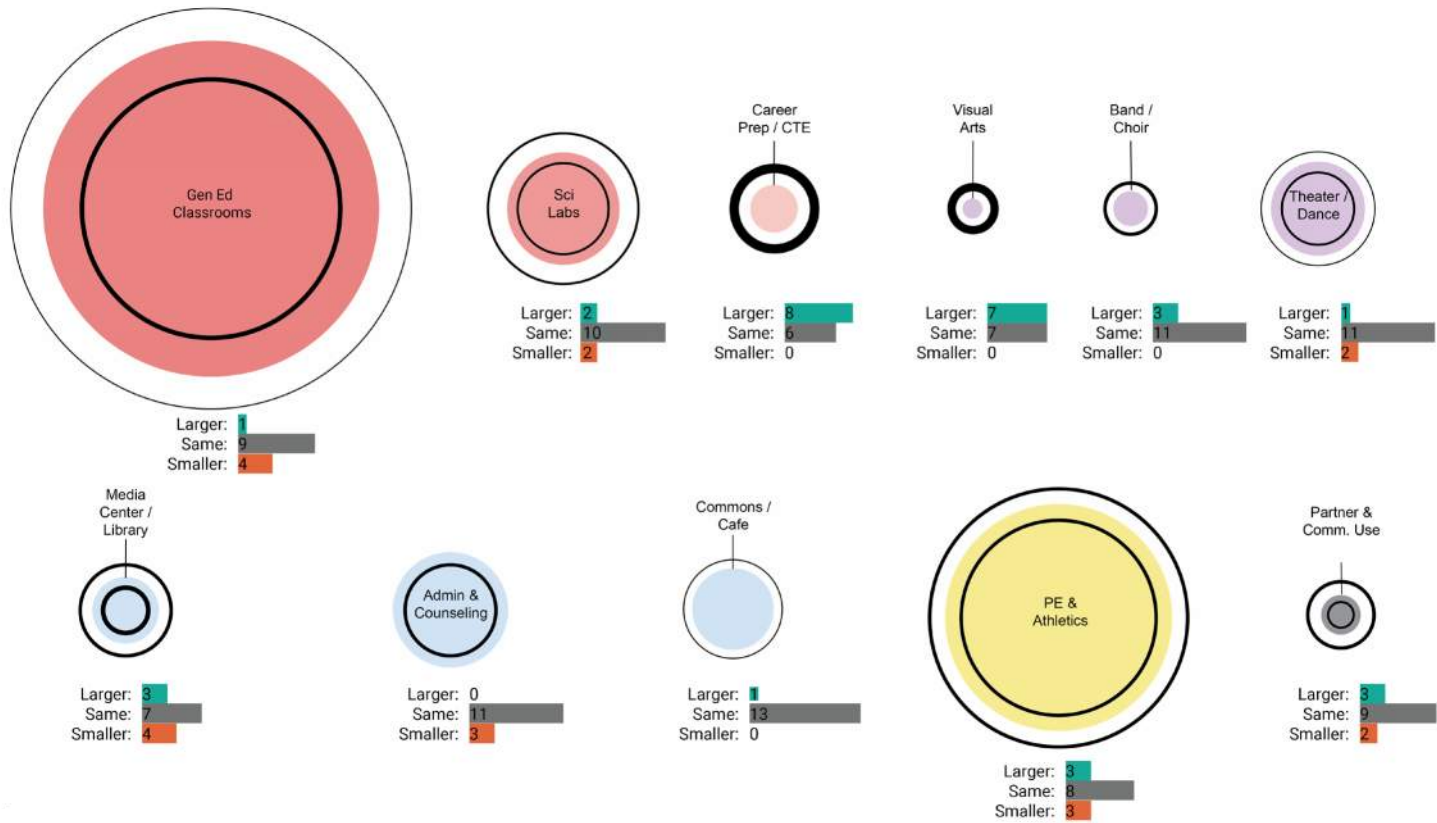 Gen Ed
Classrooms
Larger: 1
Same: 9
Smaller: 4
Sci
Labs
Larger: 2
Same: 10
Smaller: 2
Career
Prep / CTE
Larger: 8
Same: 6
Smaller: 0
Visual
Arts
Larger: 7
Same: 7
Smaller: 0
Band /
Choir
Larger: 3
Same: 11
Smaller: 0
Theater /
Dance
Larger: 1
Same: 11
Smaller: 2
Media
Center /
Library
Larger: 3
Same: 7
Smaller: 4
Admin &
Counseling
Larger: 0
Same: 11
Smaller: 3
Commons /
Cafe
Larger: 1
Same: 13
Smaller: 0
PE &
Athletics
Larger: 3
Same: 8
Smaller: 3
Partner &
Comm. Use
Larger: 3
Same: 9
Smaller: 2